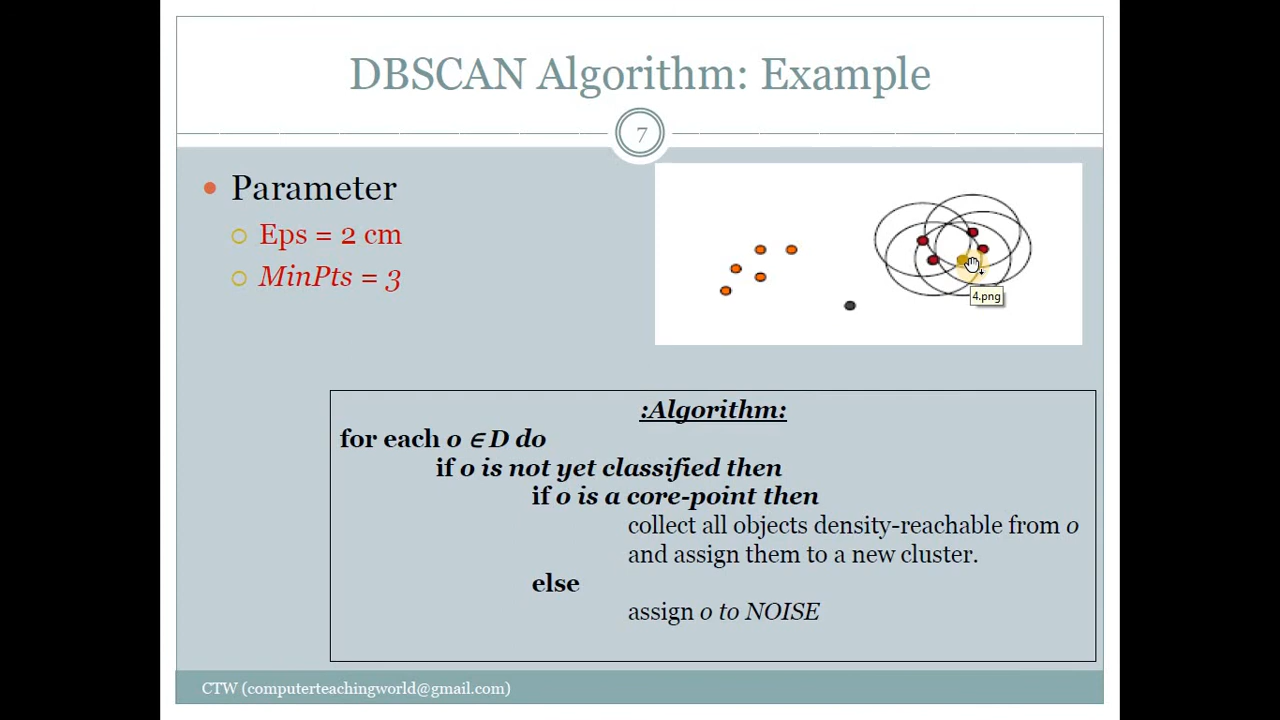 DBSCAN Algorithm: Example
7
Parameter
Eps = 2 cm
MinPts = 3
4.png
:Algorithm:
for each o ∈ D do
if o is not yet classified then
if o is a core-point then
collect all objects density-reachable from o
and assign them to a new cluster.
else
assign o to NOISE
CTW (computerteachingworld@gmail.com)